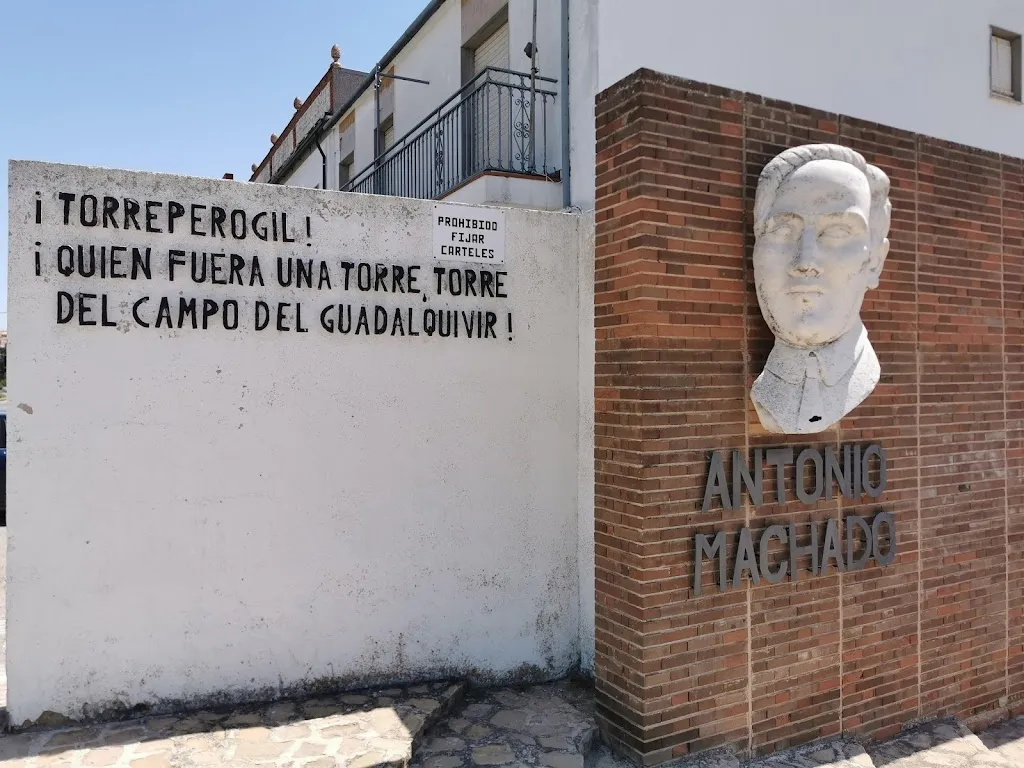 ¡ TORREPEROGIL !
¡ QUIEN FUERA UNA TORRE, TORRE
DEL CAMPO DEL GUADALQUIVIR !
PROHIBIDO
FIJAR
CARTELES
ANTONIO
MACHADO